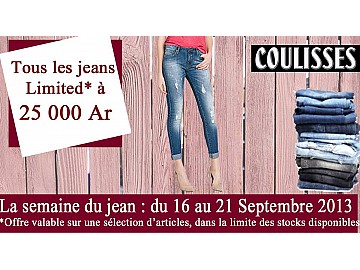 COULISSES
Tous les jeans
Limited* à
25 000 Ar
La semaine du jean : du 16 au 21 Septembre 2013
*Offre valable sur une sélection d'articles, dans la limite des stocks disponibles